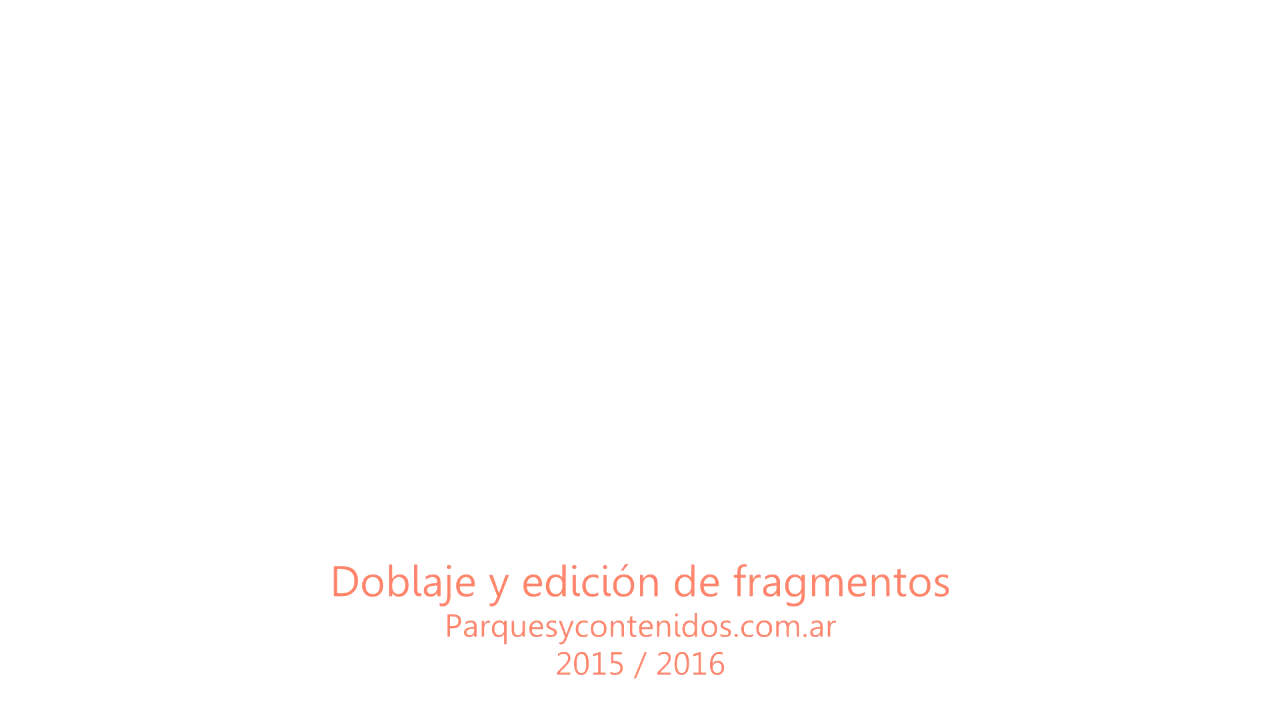 Doblaje y edición de fragmentos
Parquesycontenidos.com.ar
2015 / 2016